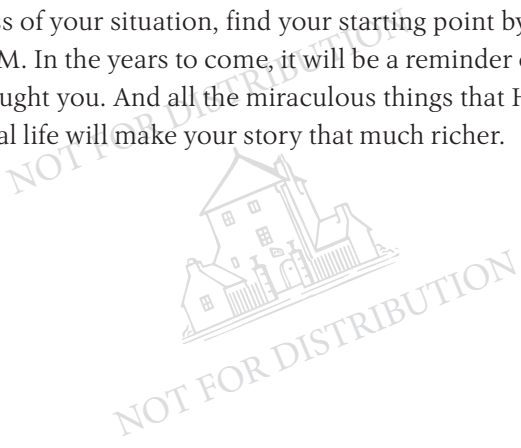 ss of your situation, find your starting point by
M. In the years to come, it will be a reminder
ught you. And all the miraculous things that H
al life will make your story that much richer.
NOT FOR DISTRIBUTION
NOT FOR DISTRIBUTION